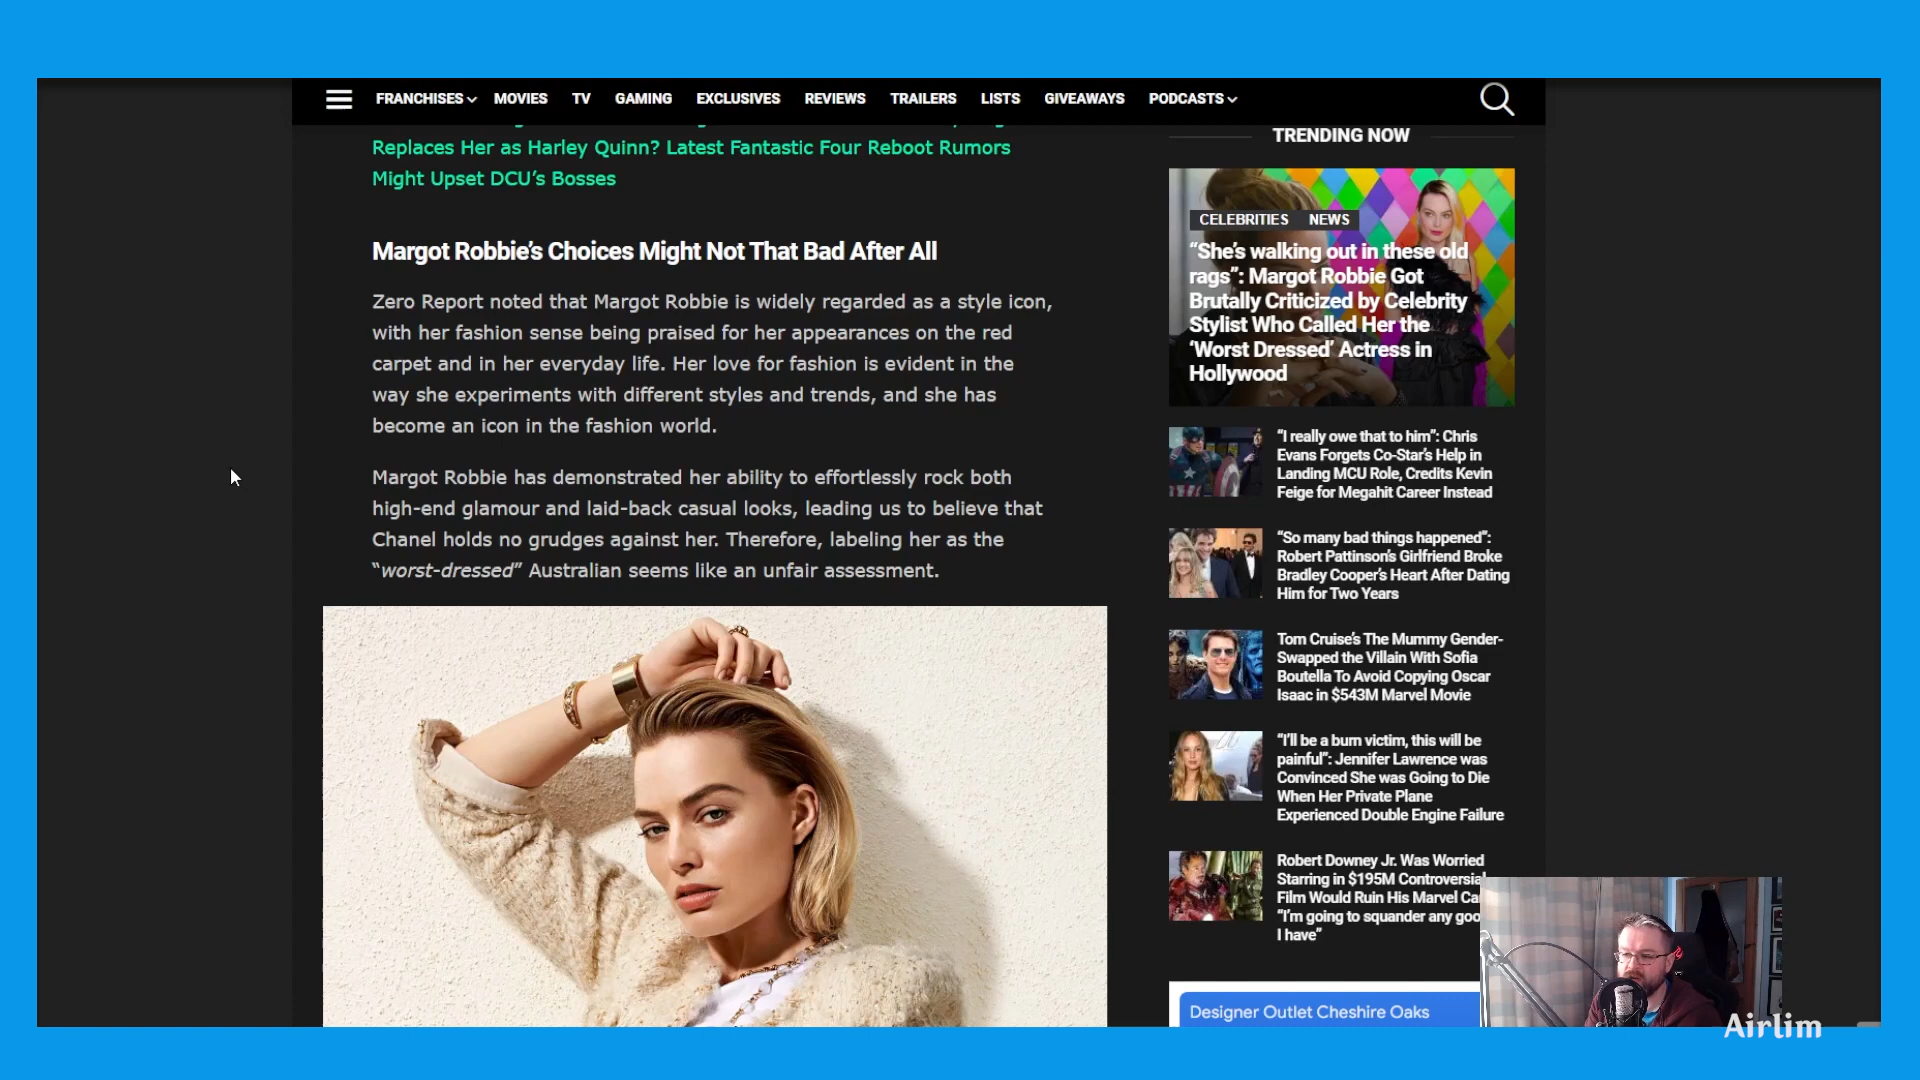 FRANCHISES MOVIES TV GAMING EXCLUSIVES REVIEWS TRAILERS LISTS GIVEAWAYS PODCASTS
Replaces Her as Harley Quinn? Latest Fantastic Four Reboot Rumors
Might Upset DCU's Bosses
Margot Robbie's Choices Might Not That Bad After All
Zero Report noted that Margot Robbie is widely regarded as a style icon,
with her fashion sense being praised for her appearances on the red
carpet and in her everyday life. Her love for fashion is evident in the
way she experiments with different styles and trends, and she has
become an icon in the fashion world.
Margot Robbie has demonstrated her ability to effortlessly rock both
high-end glamour and laid-back casual looks, leading us to believe that
Chanel holds no grudges against her. Therefore, labeling her as the
“worst-dressed” Australian seems like an unfair assessment.
TRENDING NOW
CELEBRITIES NEWS
“She's walking out in these old
rags”: Margot Robbie Got
Brutally Criticized by Celebrity
Stylist Who Called Her the
‘Worst Dressed’ Actress in
Hollywood
“I really owe that to him”: Chris
Evans Forgets Co-Star's Help in
Landing MCU Role, Credits Kevin
Feige for Megahit Career Instead
“So many bad things happened”:
Robert Pattinson's Girlfriend Broke
Bradley Cooper's Heart After Dating
Him for Two Years
Tom Cruise's The Mummy Gender-
Swapped the Villain With Sofia
Boutella To Avoid Copying Oscar
Isaac in $543M Marvel Movie
“I'll be a burn victim, this will be
painful”: Jennifer Lawrence was
Convinced She was Going to Die
When Her Private Plane
Experienced Double Engine Failure
Robert Downey Jr. Was Worried
Starring in $195M Controversial
Film Would Ruin His Marvel Ca
“I'm going to squander any goo
I have”
Designer Outlet Cheshire Oaks
Airlim